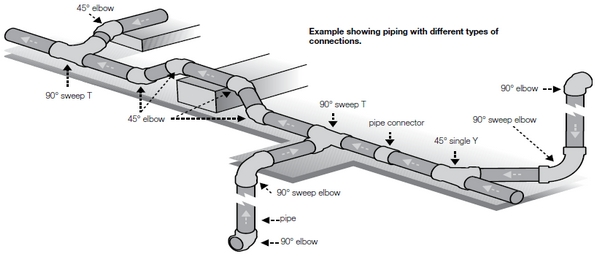 45° elbow
Example showing piping with different types of
connections.
90° sweep T
45° elbow
90° sweep T
pipe connector
45° single Y
90° elbow
90° sweep elbow
90° sweep elbow
pipe
90° elbow